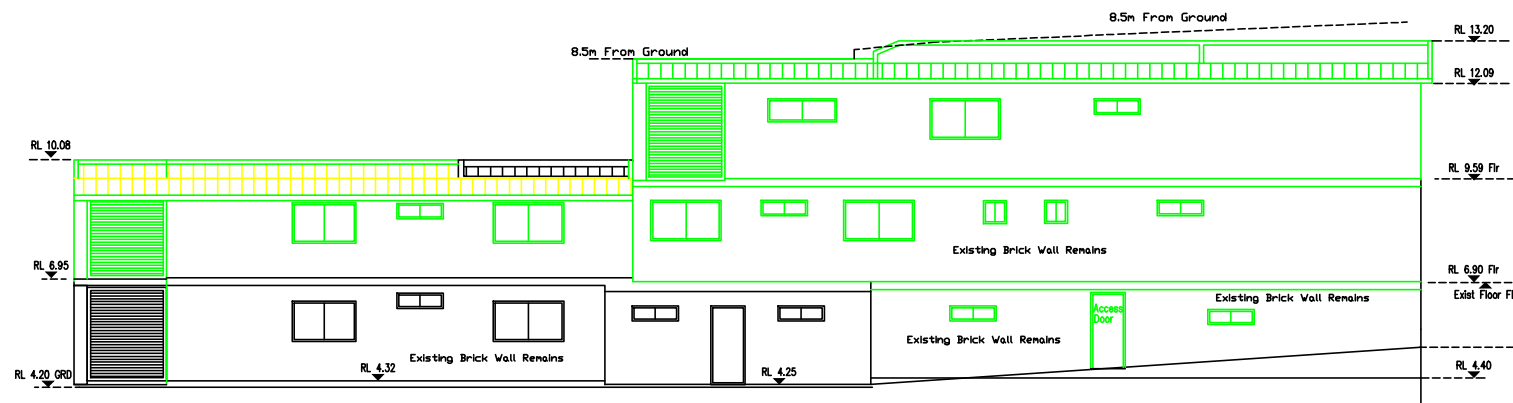 8.5m From Ground
RL 13.20
8.5m From Ground
RL 12.09
RL 10.08
RL 9.59 Flr
Existing Brick Wall Remains
RL 6.95
RL 6.90 Flr
Exist Floor Fl
Existing Brick Wall Remains
Access
Door
Existing Brick Wall Remains
Existing Brick Wall Remains
RL 4.20 GRD
RL 4.32
RL 4.25
RL 4.40